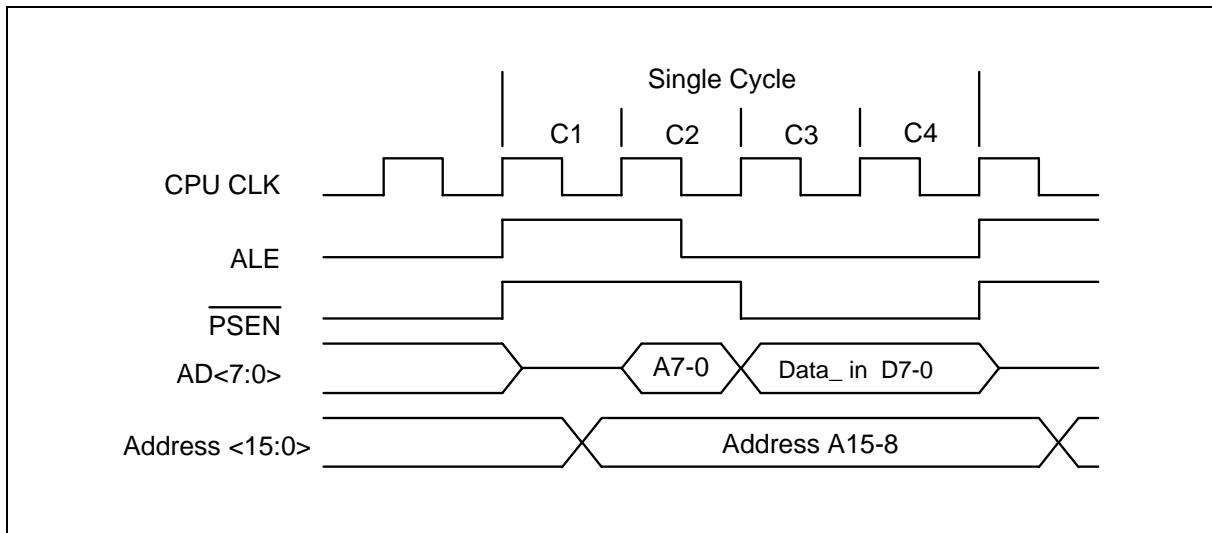 Single Cycle
C1 C2 C3 C4
CPU CLK
ALE
PSEN
AD<7:0> A7-0 Data_ in D7-0
Address <15:0> Address A15-8